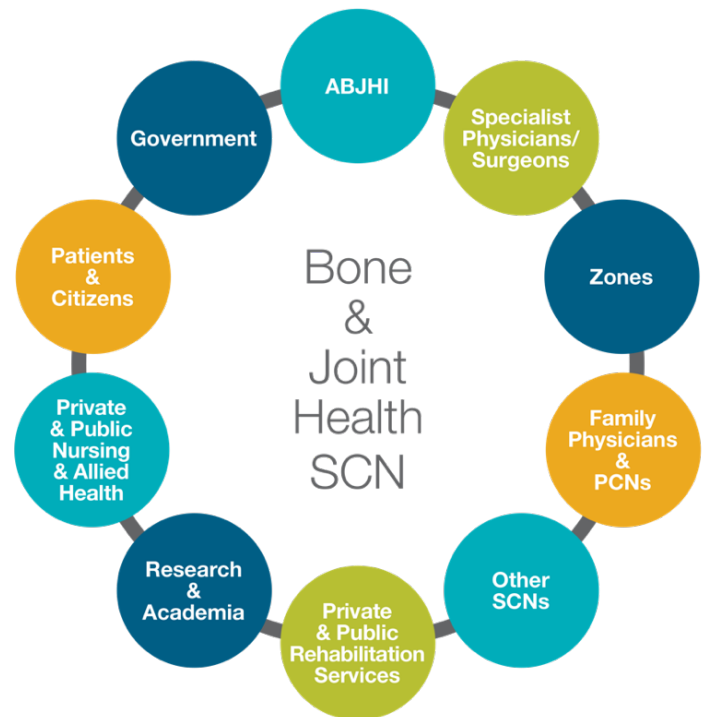 ABJHI
Specialist
Physicians/
Surgeons
Zones
Family
Physicians
&
PCNs
Other
SCNs
Private
& Public
Rehabilitation
Services
Research
&
Academia
Private
& Public
Nursing
& Allied
Health
Patients
&
Citizens
Government
Bone
&
Joint
Health
SCN